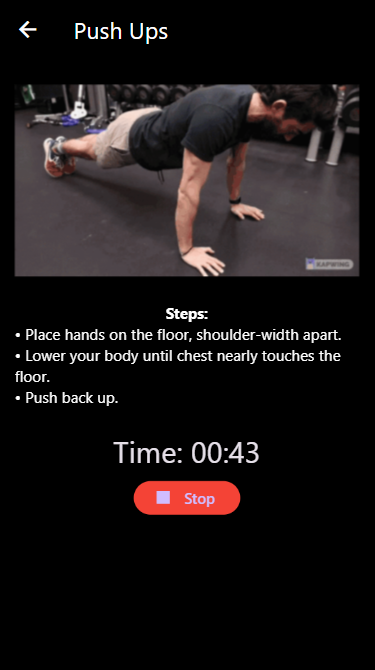 Push Ups
KAPWING
Steps:
• Place hands on the floor, shoulder-width apart.
• Lower your body until chest nearly touches the
floor.
• Push back up.
Time: 00:43
Stop